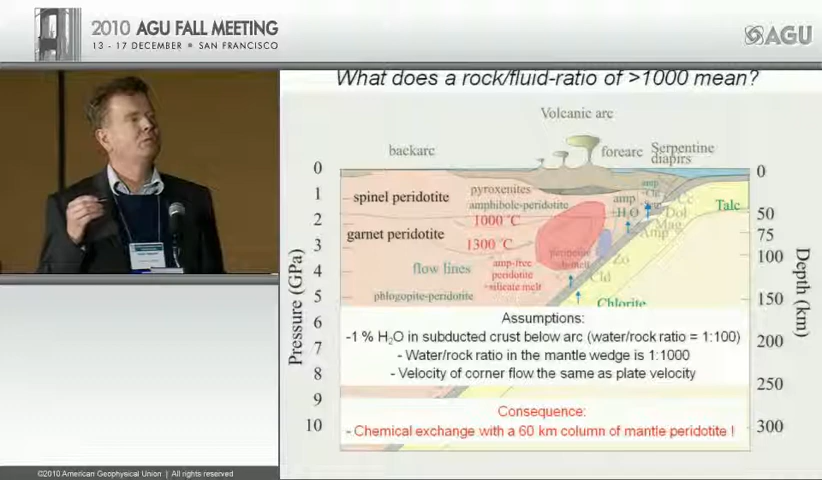 2010 AGU FALL MEETING
13 - 17 DECEMBER ■ SAN FRANCISCO
AGU
What does a rock/fluid-ratio of >1000 mean?
Volcanic arc
backarc
forearc
Serpentine
diapirs
0
1
2
3
4
5
6
7
8
9
10
Pressure (GPa)
spinel peridotite
garnet peridotite
pyroxenites
amphibole-peridotite
1000 °C
1300 °C
flow lines
amp-free
peridotite
+silicate melt
phlogopite-peridotite
amp
+H2O
amp
Dol
Mag
Amp
Zo
Cld
Talc
Chlorite
0
50
75
100
150
200
250
300
Depth (km)
Assumptions:
-1 % H2O in subducted crust below arc (water/rock ratio = 1:100)
- Water/rock ratio in the mantle wedge is 1:1000
- Velocity of corner flow the same as plate velocity
Consequence:
- Chemical exchange with a 60 km column of mantle peridotite !
©2010 American Geophysical Union | All rights reserved